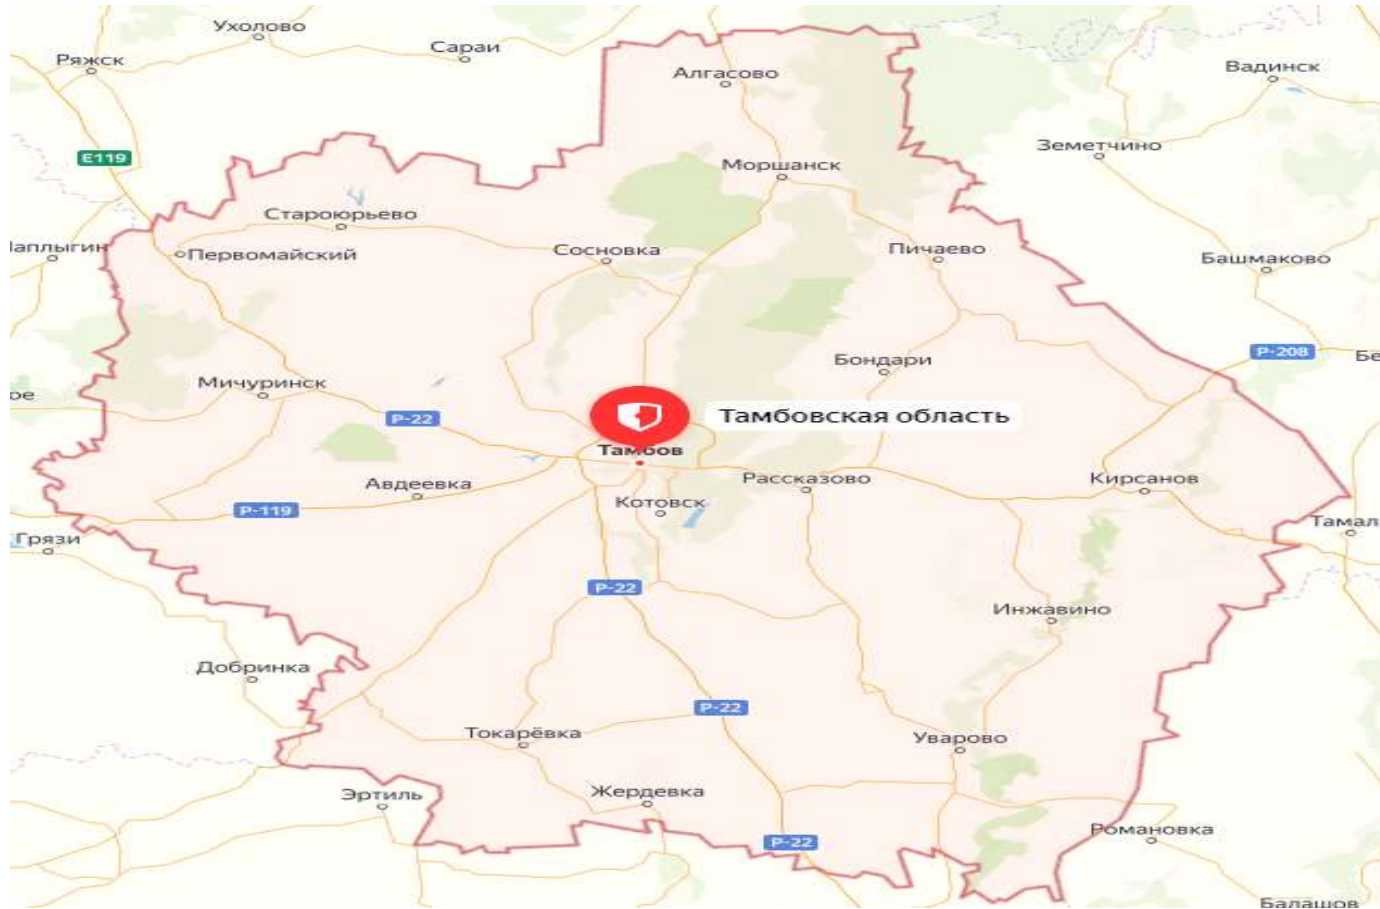 Ухолово
Сараи
Ряжск
Алгасово
Вадинск
E119
Земетчино
Моршанск
Староюрьево
Первомайский
Сосновка
Пичаево
Башмаково
Бондари
Р-208
Мичуринск
Р-22
Тамбовская область
Тамбов
Авдеевка
Рассказово
Кирсанов
Котовск
Р-119
Грязи
Р-22
Инжавино
Добринка
Р-22
Токарёвка
Уварово
Эртиль
Жердевка
Р-22
Романовка
Балашов